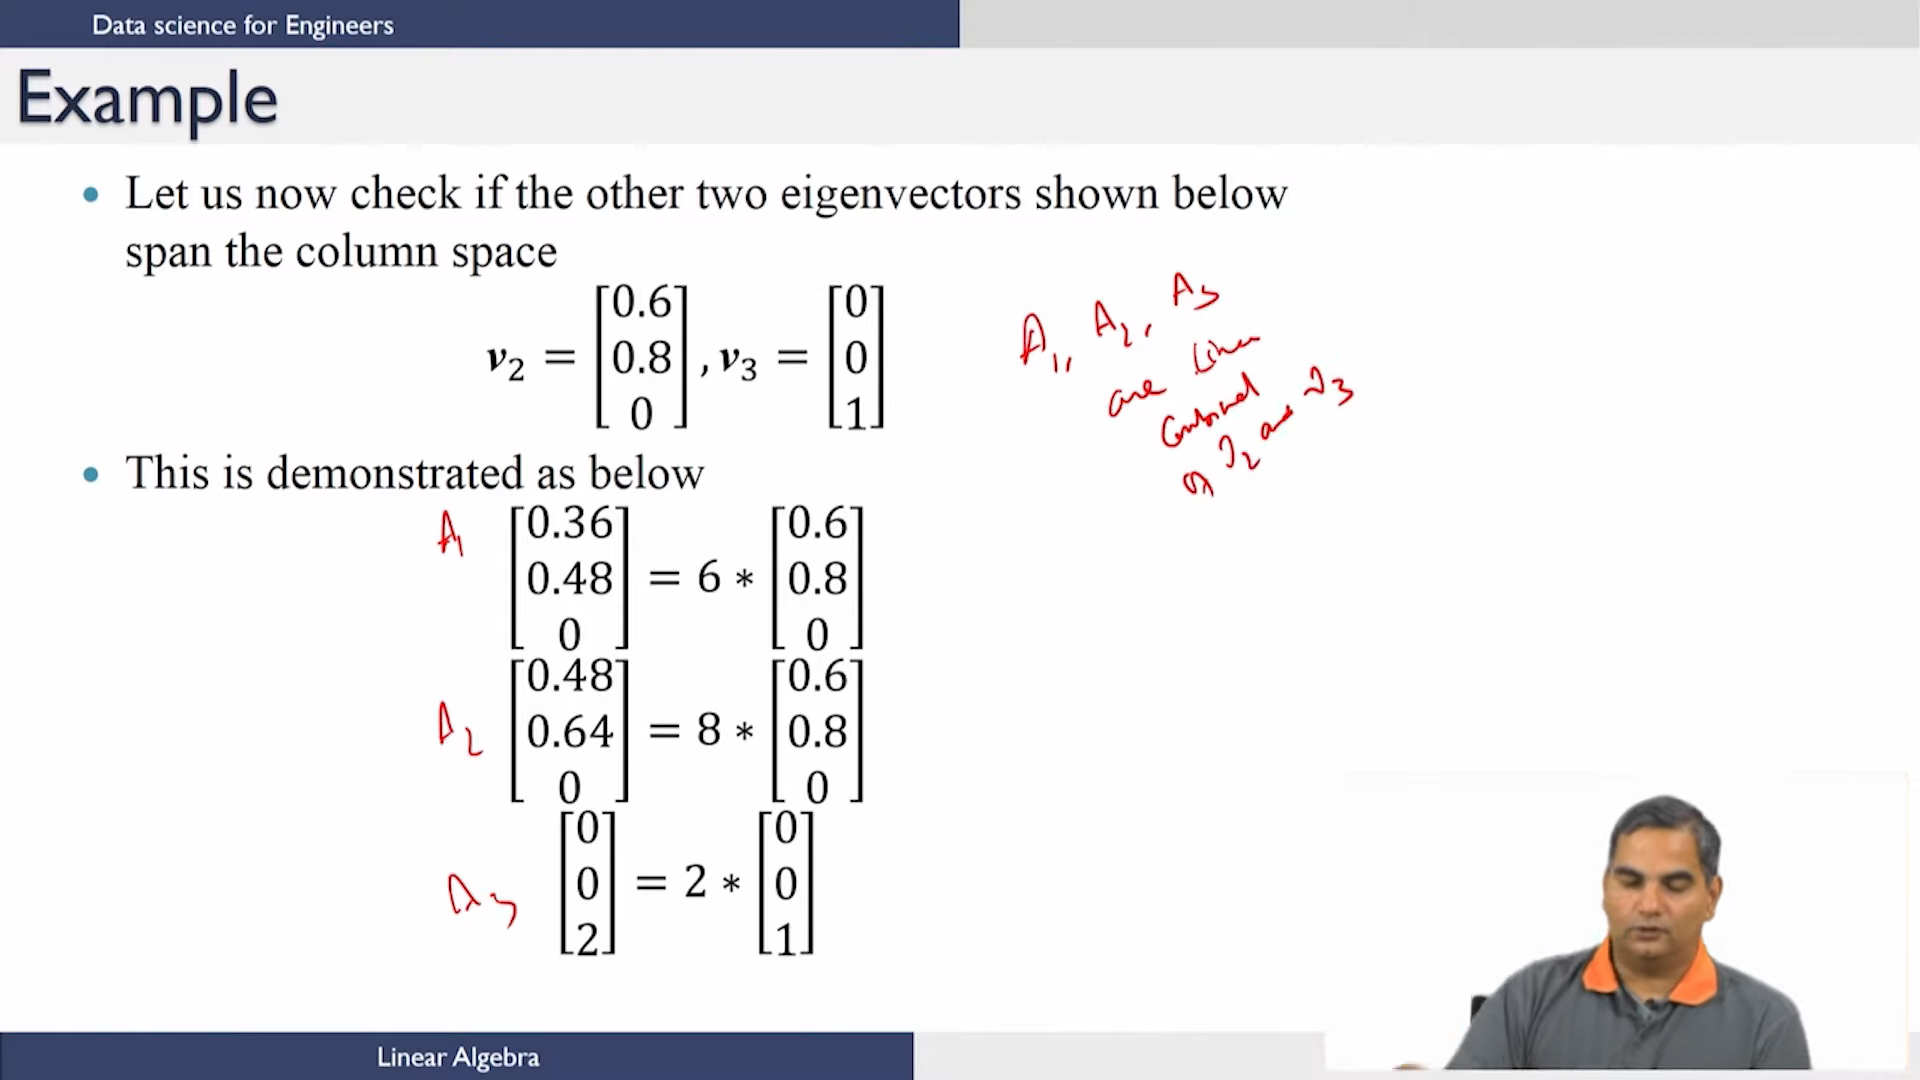 Data science for Engineers
Example
• Let us now check if the other two eigenvectors shown below
span the column space
v₂ = [0.6 0.8 0], v₃ = [0 0 1]
A₁, A₂, A₃
are Linear
of ν₂ and ν₃
• This is demonstrated as below
A₁ [0.36 0.48 0] = 6 * [0.6 0.8 0]
A₂ [0.48 0.64 0] = 8 * [0.6 0.8 0]
A₃ [0 0 2] = 2 * [0 0 1]
Linear Algebra